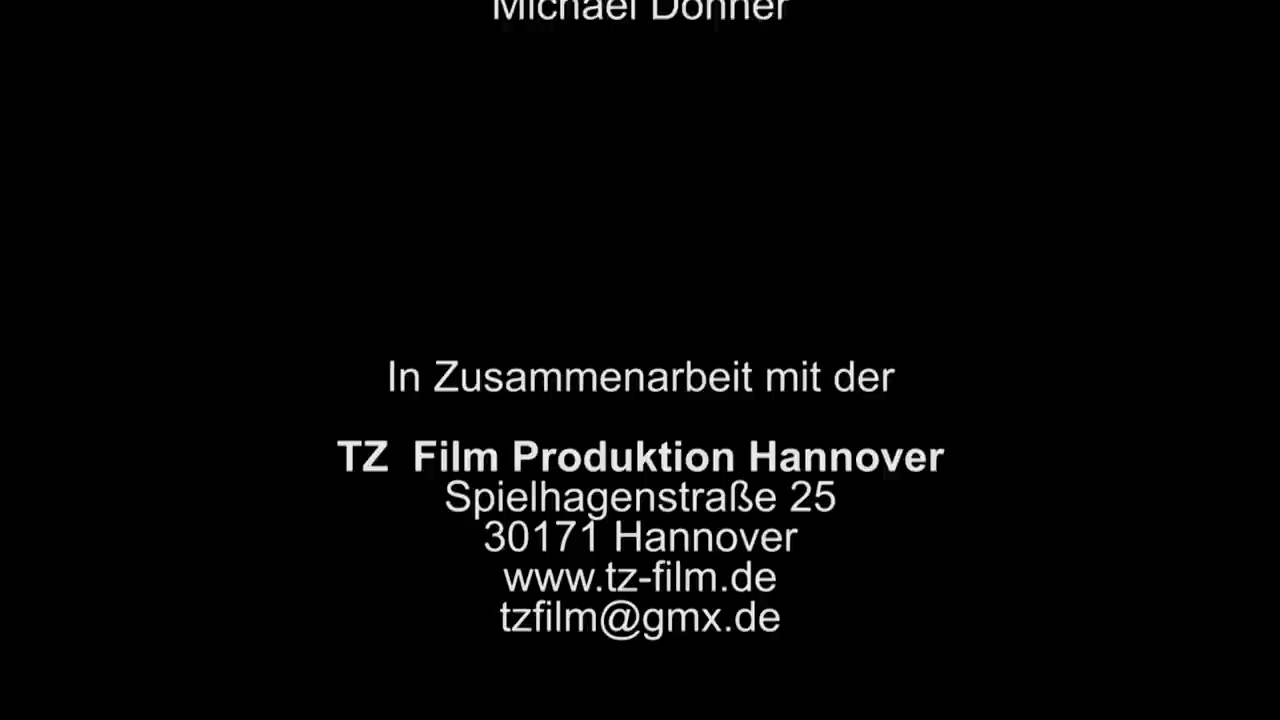 Michael Donner
In Zusammenarbeit mit der
TZ Film Produktion Hannover
Spielhagenstraße 25
30171 Hannover
www.tz-film.de
tzfilm@gmx.de